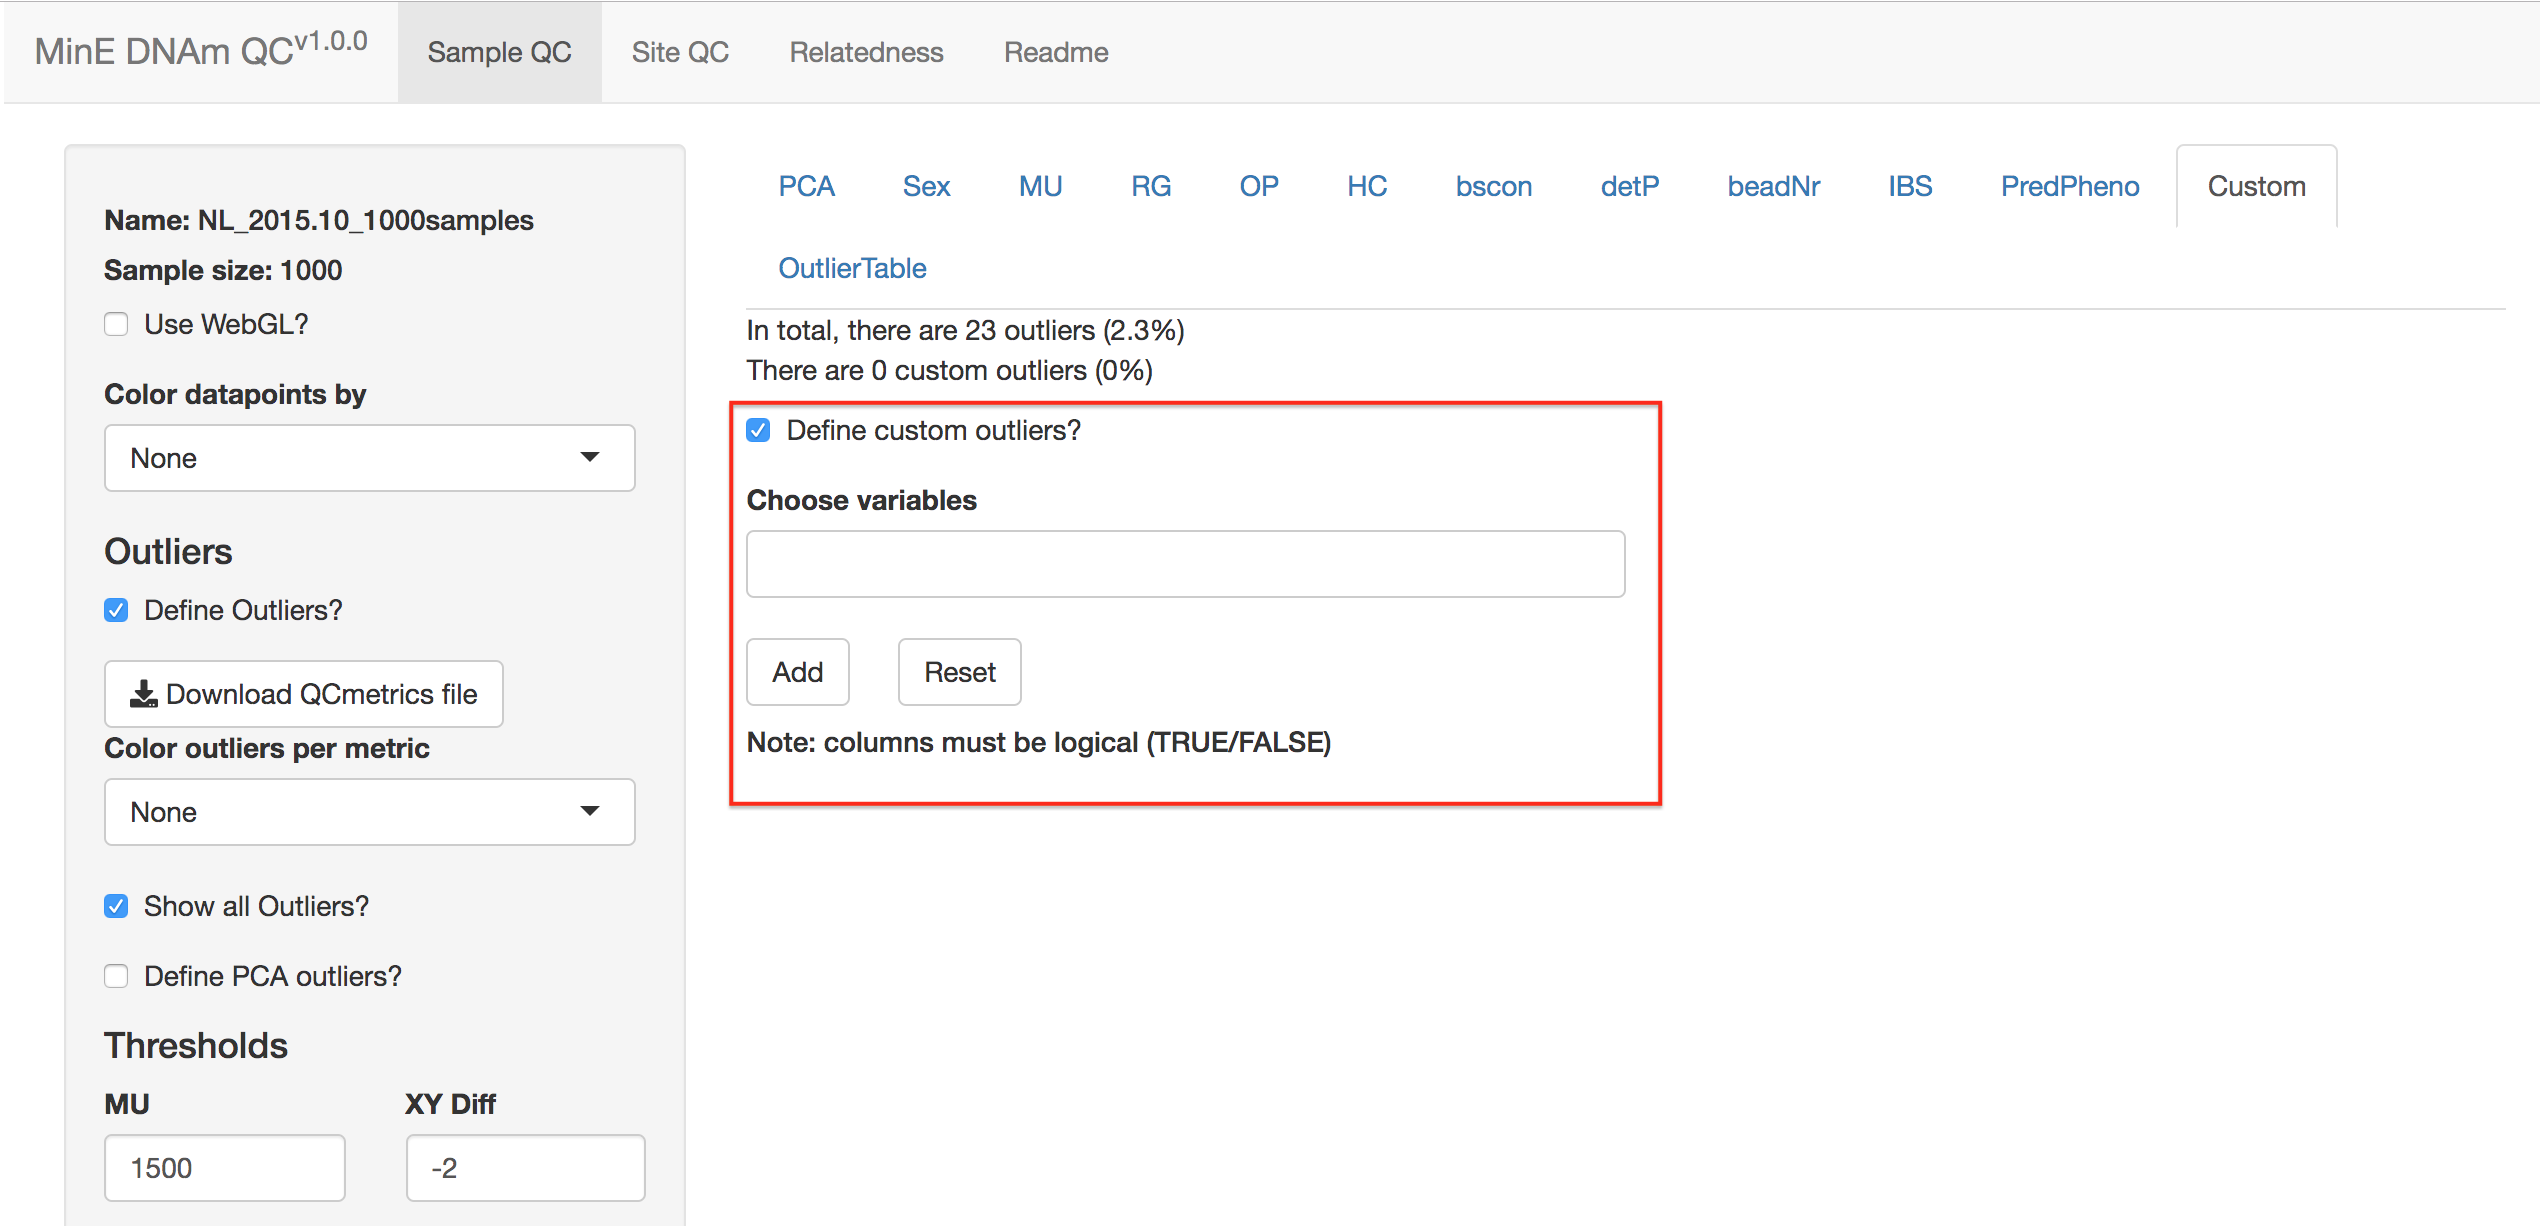 MinE DNAm QCv1.0.0 Sample QC Site QC Relatedness Readme
Name: NL_2015.10_1000samples
Sample size: 1000
Use WebGL?
Color datapoints by
None
Outliers
Define Outliers?
Download QCmetrics file
Color outliers per metric
None
Show all Outliers?
Define PCA outliers?
Thresholds
MU XY Diff
1500 -2
PCA Sex MU RG OP HC bscon detP beadNr IBS PredPheno Custom
OutlierTable
In total, there are 23 outliers (2.3%)
There are 0 custom outliers (0%)
Define custom outliers?
Choose variables
Add Reset
Note: columns must be logical (TRUE/FALSE)